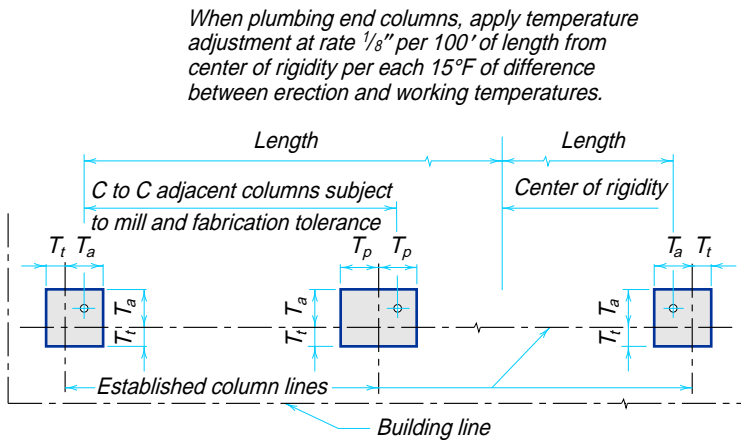 When plumbing end columns, apply temperature
adjustment at rate 1/8″ per 100' of length from
center of rigidity per each 15°F of difference
between erection and working temperatures.
Length Length
C to C adjacent columns subject
to mill and fabrication tolerance
Center of rigidity
Tt Ta Tp Tp Ta Tt
Ta Ta Ta
Tt Tt Tt
Established column lines
Building line